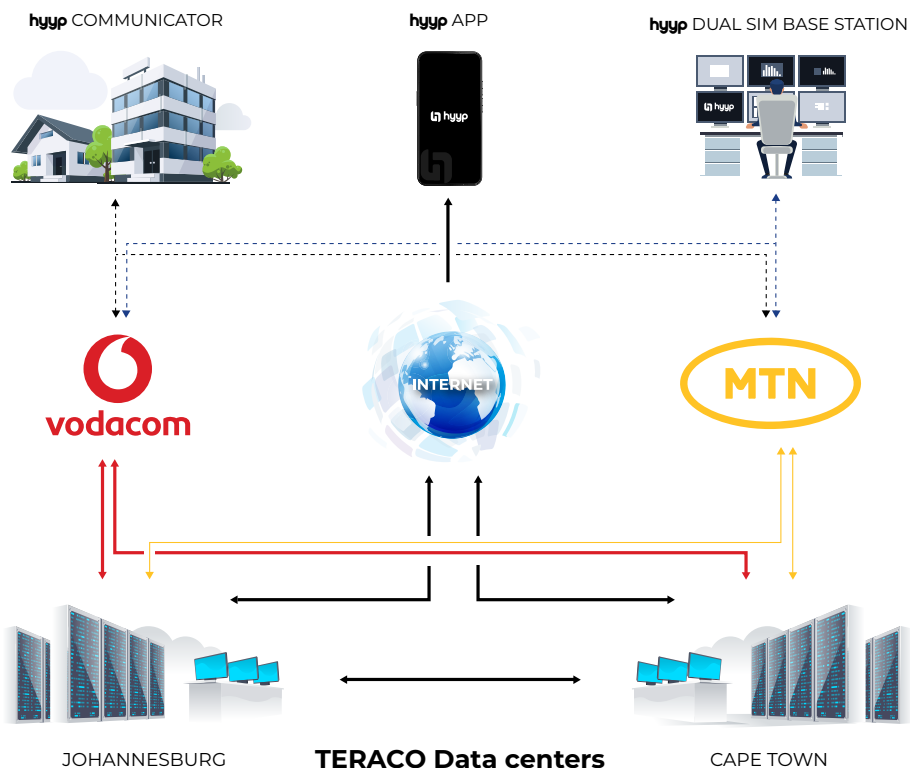 hyyp COMMUNICATOR
hyyp APP
hyyp DUAL SIM BASE STATION
hyyp
hyyp
vodacom
INTERNET
MTN
JOHANNESBURG
TERACO Data centers
CAPE TOWN